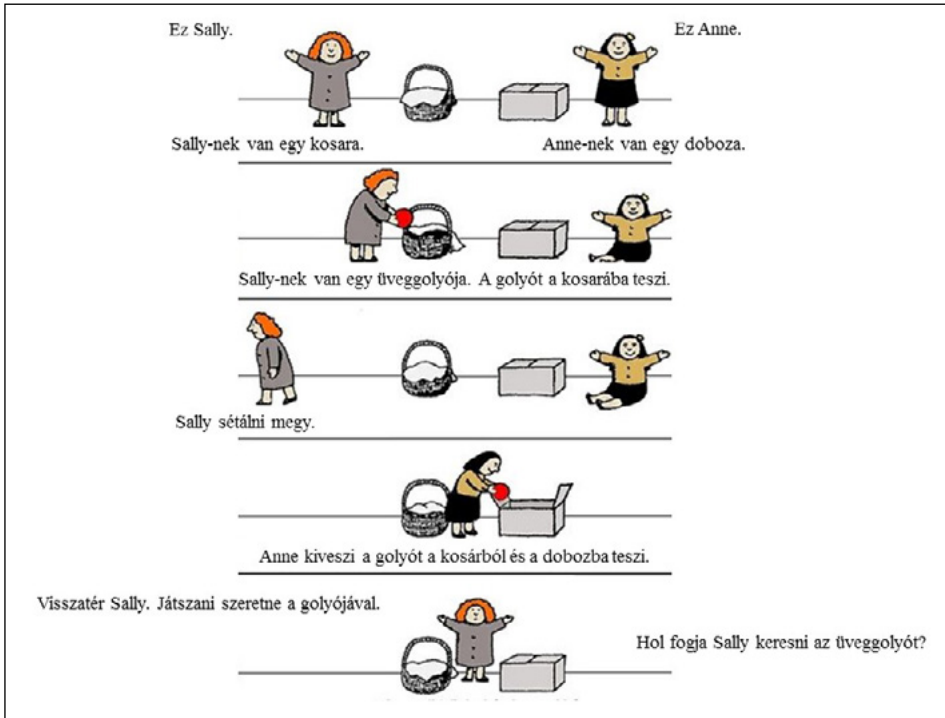 Ez Sally.
Ez Anne.
Sally-nek van egy kosara.
Anne-nek van egy doboza.
Sally-nek van egy üveggolyója. A golyót a kosarába teszi.
Sally sétálni megy.
Anne kiveszi a golyót a kosárból és a dobozba teszi.
Visszatér Sally. Játszani szeretne a golyójával.
Hol fogja Sally keresni az üveggolyót?